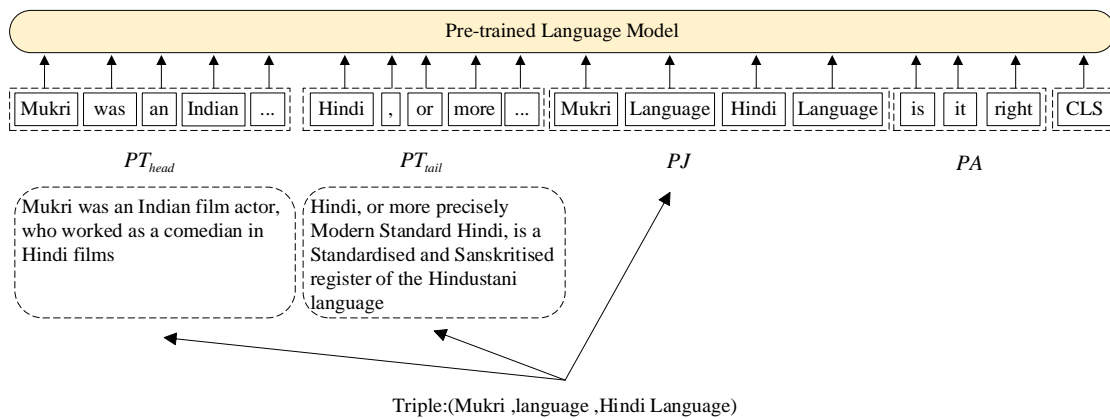 Pre-trained Language Model
Mukri was an Indian ... Hindi , or more ... Mukri Language Hindi Language is it right CLS
PT_head PT_tail PJ PA
Mukri was an Indian film actor,
who worked as a comedian in
Hindi films
Hindi, or more precisely
Modern Standard Hindi, is a
Standardised and Sanskritised
register of the Hindustani
language
Triple:(Mukri ,language ,Hindi Language)